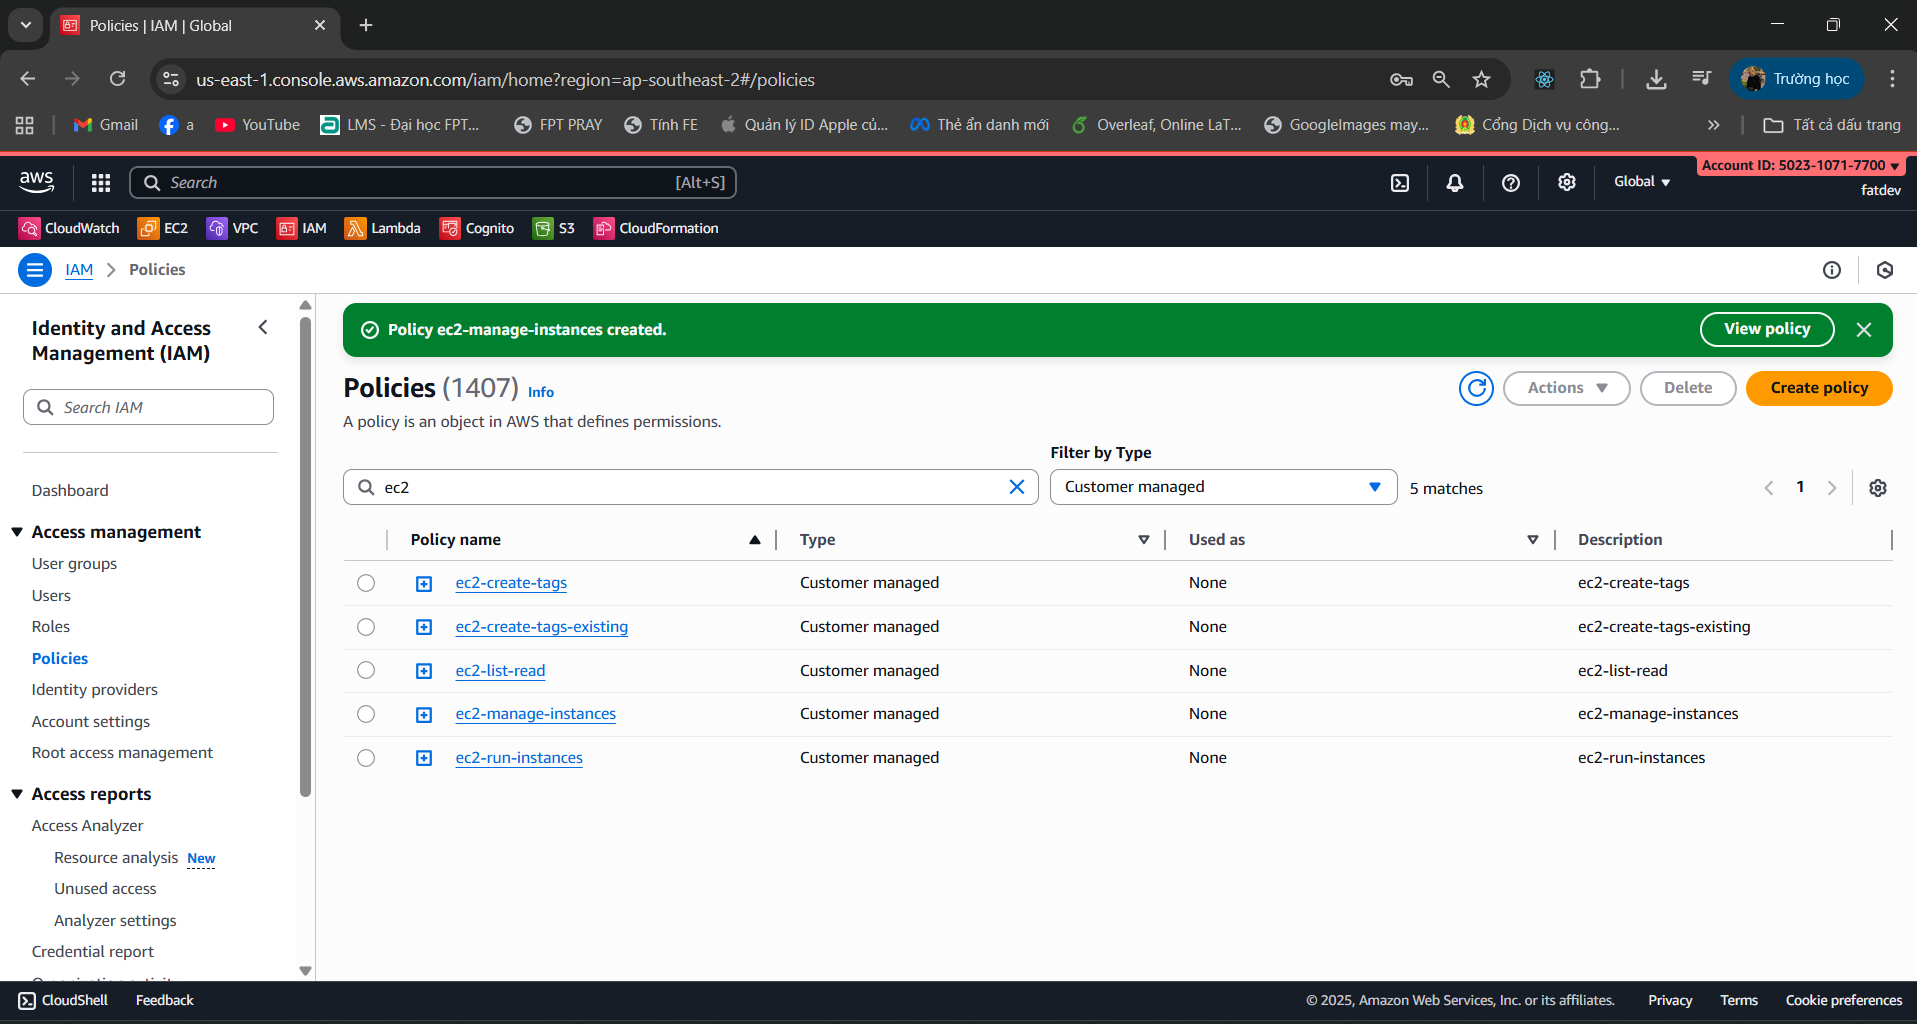 Policies | IAM | Global
us-east-1.console.aws.amazon.com/iam/home?region=ap-southeast-2#/policies
Trường học
Gmail
a
YouTube
LMS - Đại học FPT...
FPT PRAY
Tính FE
Quản lý ID Apple củ...
Thẻ ẩn danh mới
Overleaf, Online LaT...
GoogleImages may...
Cổng Dịch vụ công...
Tất cả dấu trang
aws
Search
[Alt+S]
Global
Account ID: 5023-1071-7700
fatdev
CloudWatch
EC2
VPC
IAM
Lambda
Cognito
S3
CloudFormation
IAM
Policies
Identity and Access
Management (IAM)
Search IAM
Dashboard
Access management
User groups
Users
Roles
Policies
Identity providers
Account settings
Root access management
Access reports
Access Analyzer
Resource analysis New
Unused access
Analyzer settings
Credential report
Policy ec2-manage-instances created.
View policy
Policies (1407) Info
Actions
Delete
Create policy
A policy is an object in AWS that defines permissions.
Filter by Type
ec2
Customer managed
5 matches
1
Policy name Type Used as Description
ec2-create-tags Customer managed None ec2-create-tags
ec2-create-tags-existing Customer managed None ec2-create-tags-existing
ec2-list-read Customer managed None ec2-list-read
ec2-manage-instances Customer managed None ec2-manage-instances
ec2-run-instances Customer managed None ec2-run-instances
CloudShell
Feedback
© 2025, Amazon Web Services, Inc. or its affiliates.
Privacy
Terms
Cookie preferences